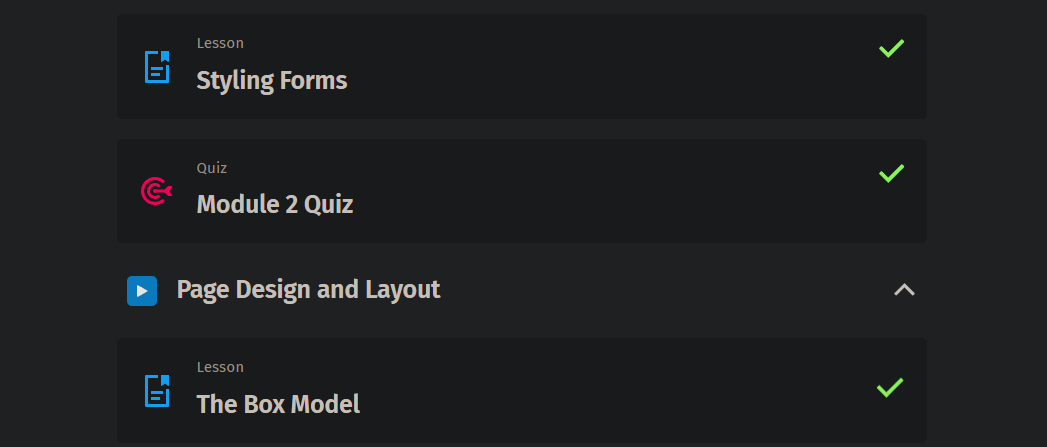 Lesson
Styling Forms
Quiz
Module 2 Quiz
Page Design and Layout
Lesson
The Box Model